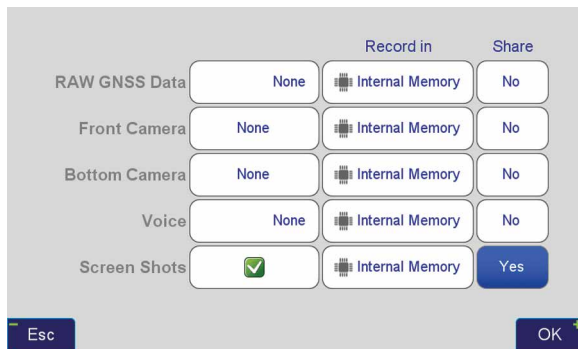 Record in Share
RAW GNSS Data None Internal Memory No
Front Camera None Internal Memory No
Bottom Camera None Internal Memory No
Voice None Internal Memory No
Screen Shots Internal Memory Yes
- Esc OK +